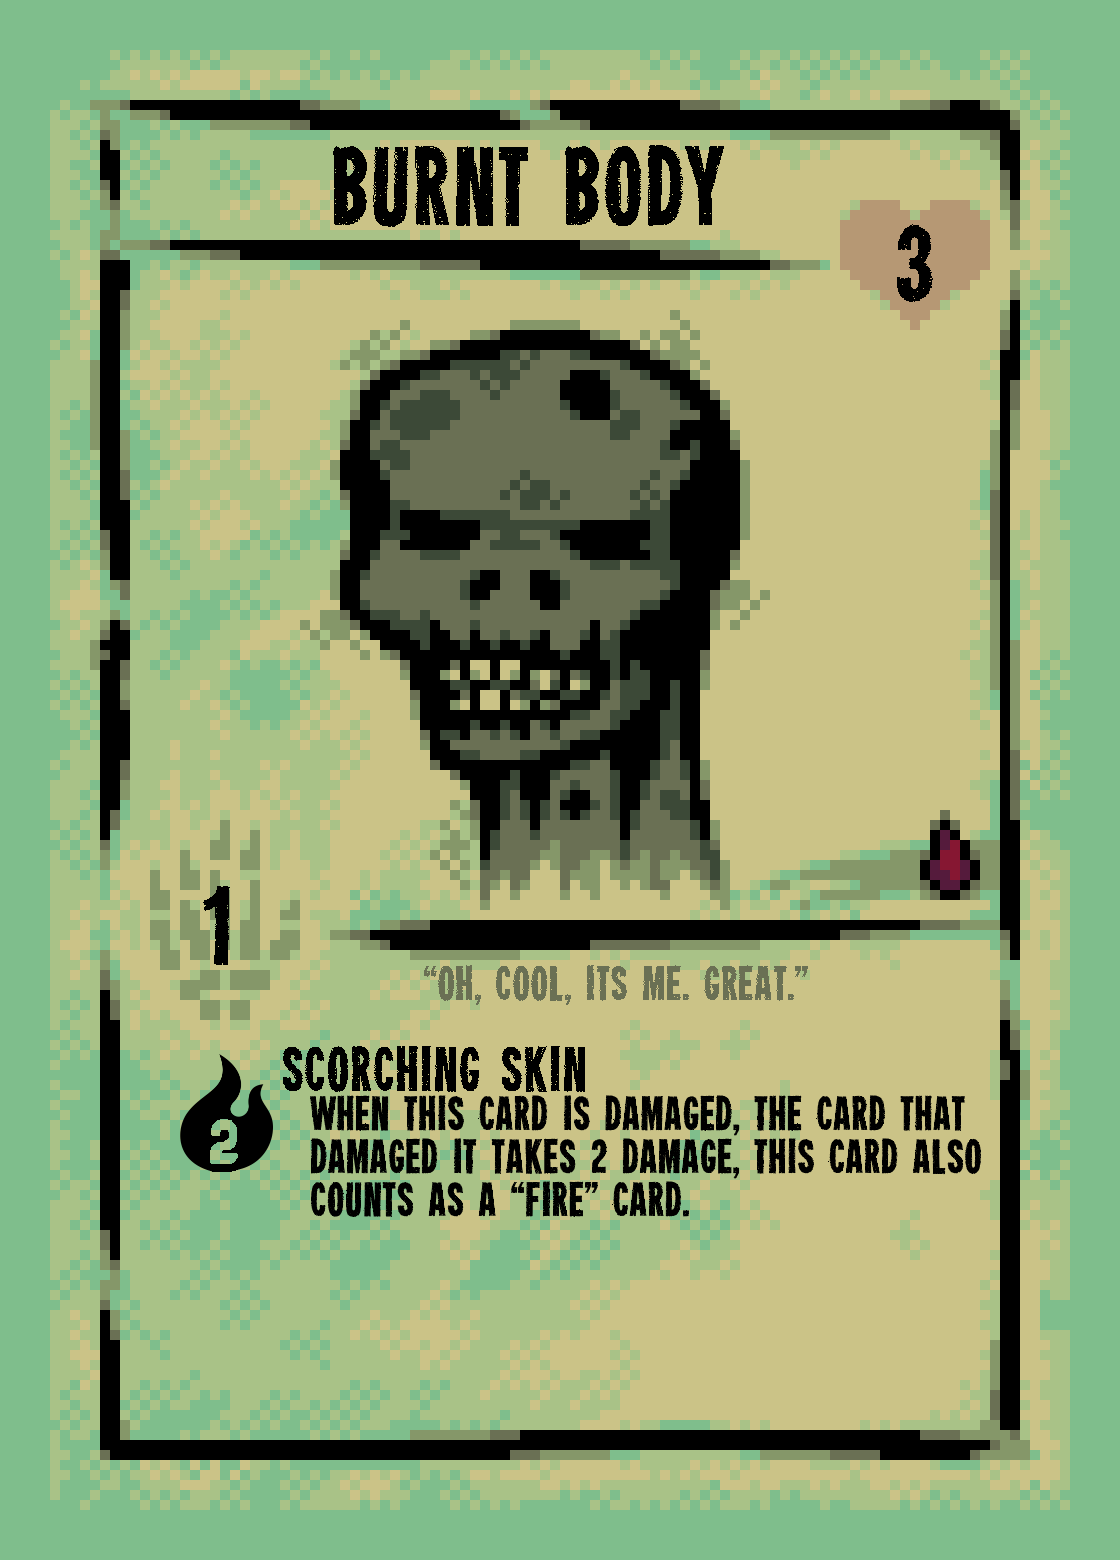 BURNT BODY
3
1
“OH, COOL, ITS ME. GREAT.”
SCORCHING SKIN
2
WHEN THIS CARD IS DAMAGED, THE CARD THAT
DAMAGED IT TAKES 2 DAMAGE, THIS CARD ALSO
COUNTS AS A “FIRE” CARD.